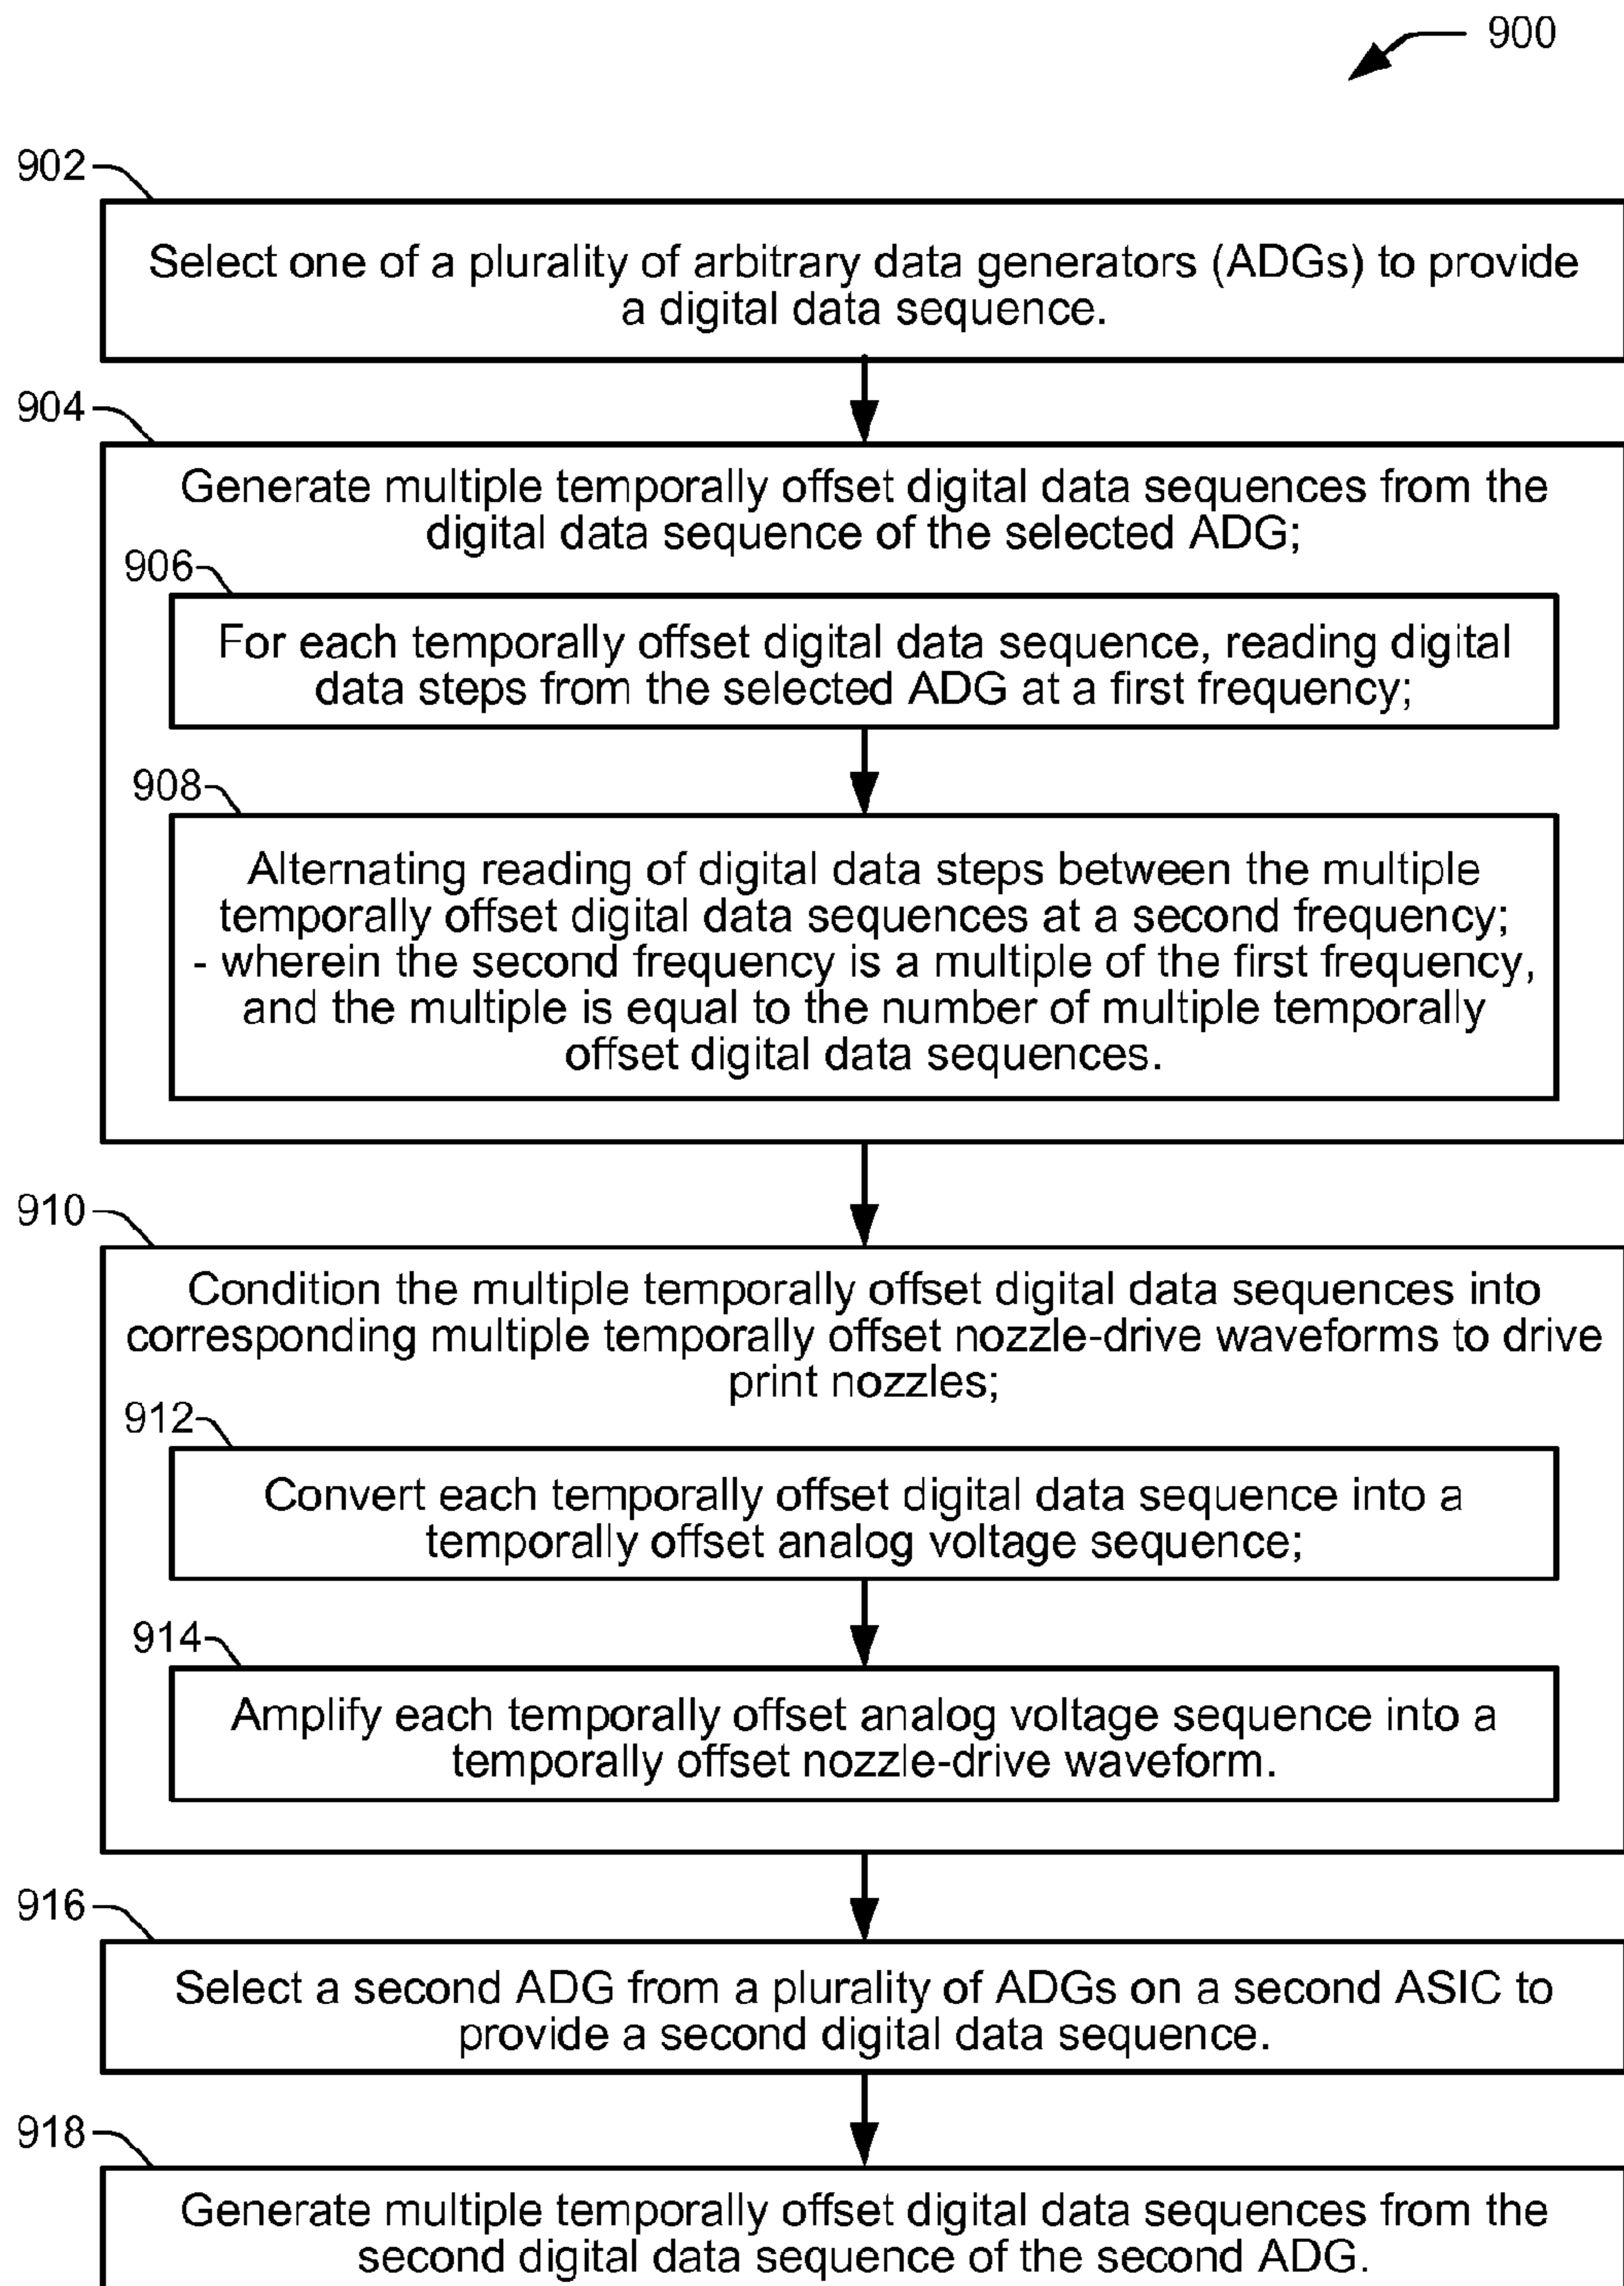 900
902
Select one of a plurality of arbitrary data generators (ADGs) to provide
a digital data sequence.
904
Generate multiple temporally offset digital data sequences from the
digital data sequence of the selected ADG;
906
For each temporally offset digital data sequence, reading digital
data steps from the selected ADG at a first frequency;
908
Alternating reading of digital data steps between the multiple
temporally offset digital data sequences at a second frequency;
- wherein the second frequency is a multiple of the first frequency,
and the multiple is equal to the number of multiple temporally
offset digital data sequences.
910
Condition the multiple temporally offset digital data sequences into
corresponding multiple temporally offset nozzle-drive waveforms to drive
print nozzles;
912
Convert each temporally offset digital data sequence into a
temporally offset analog voltage sequence;
914
Amplify each temporally offset analog voltage sequence into a
temporally offset nozzle-drive waveform.
916
Select a second ADG from a plurality of ADGs on a second ASIC to
provide a second digital data sequence.
918
Generate multiple temporally offset digital data sequences from the
second digital data sequence of the second ADG.